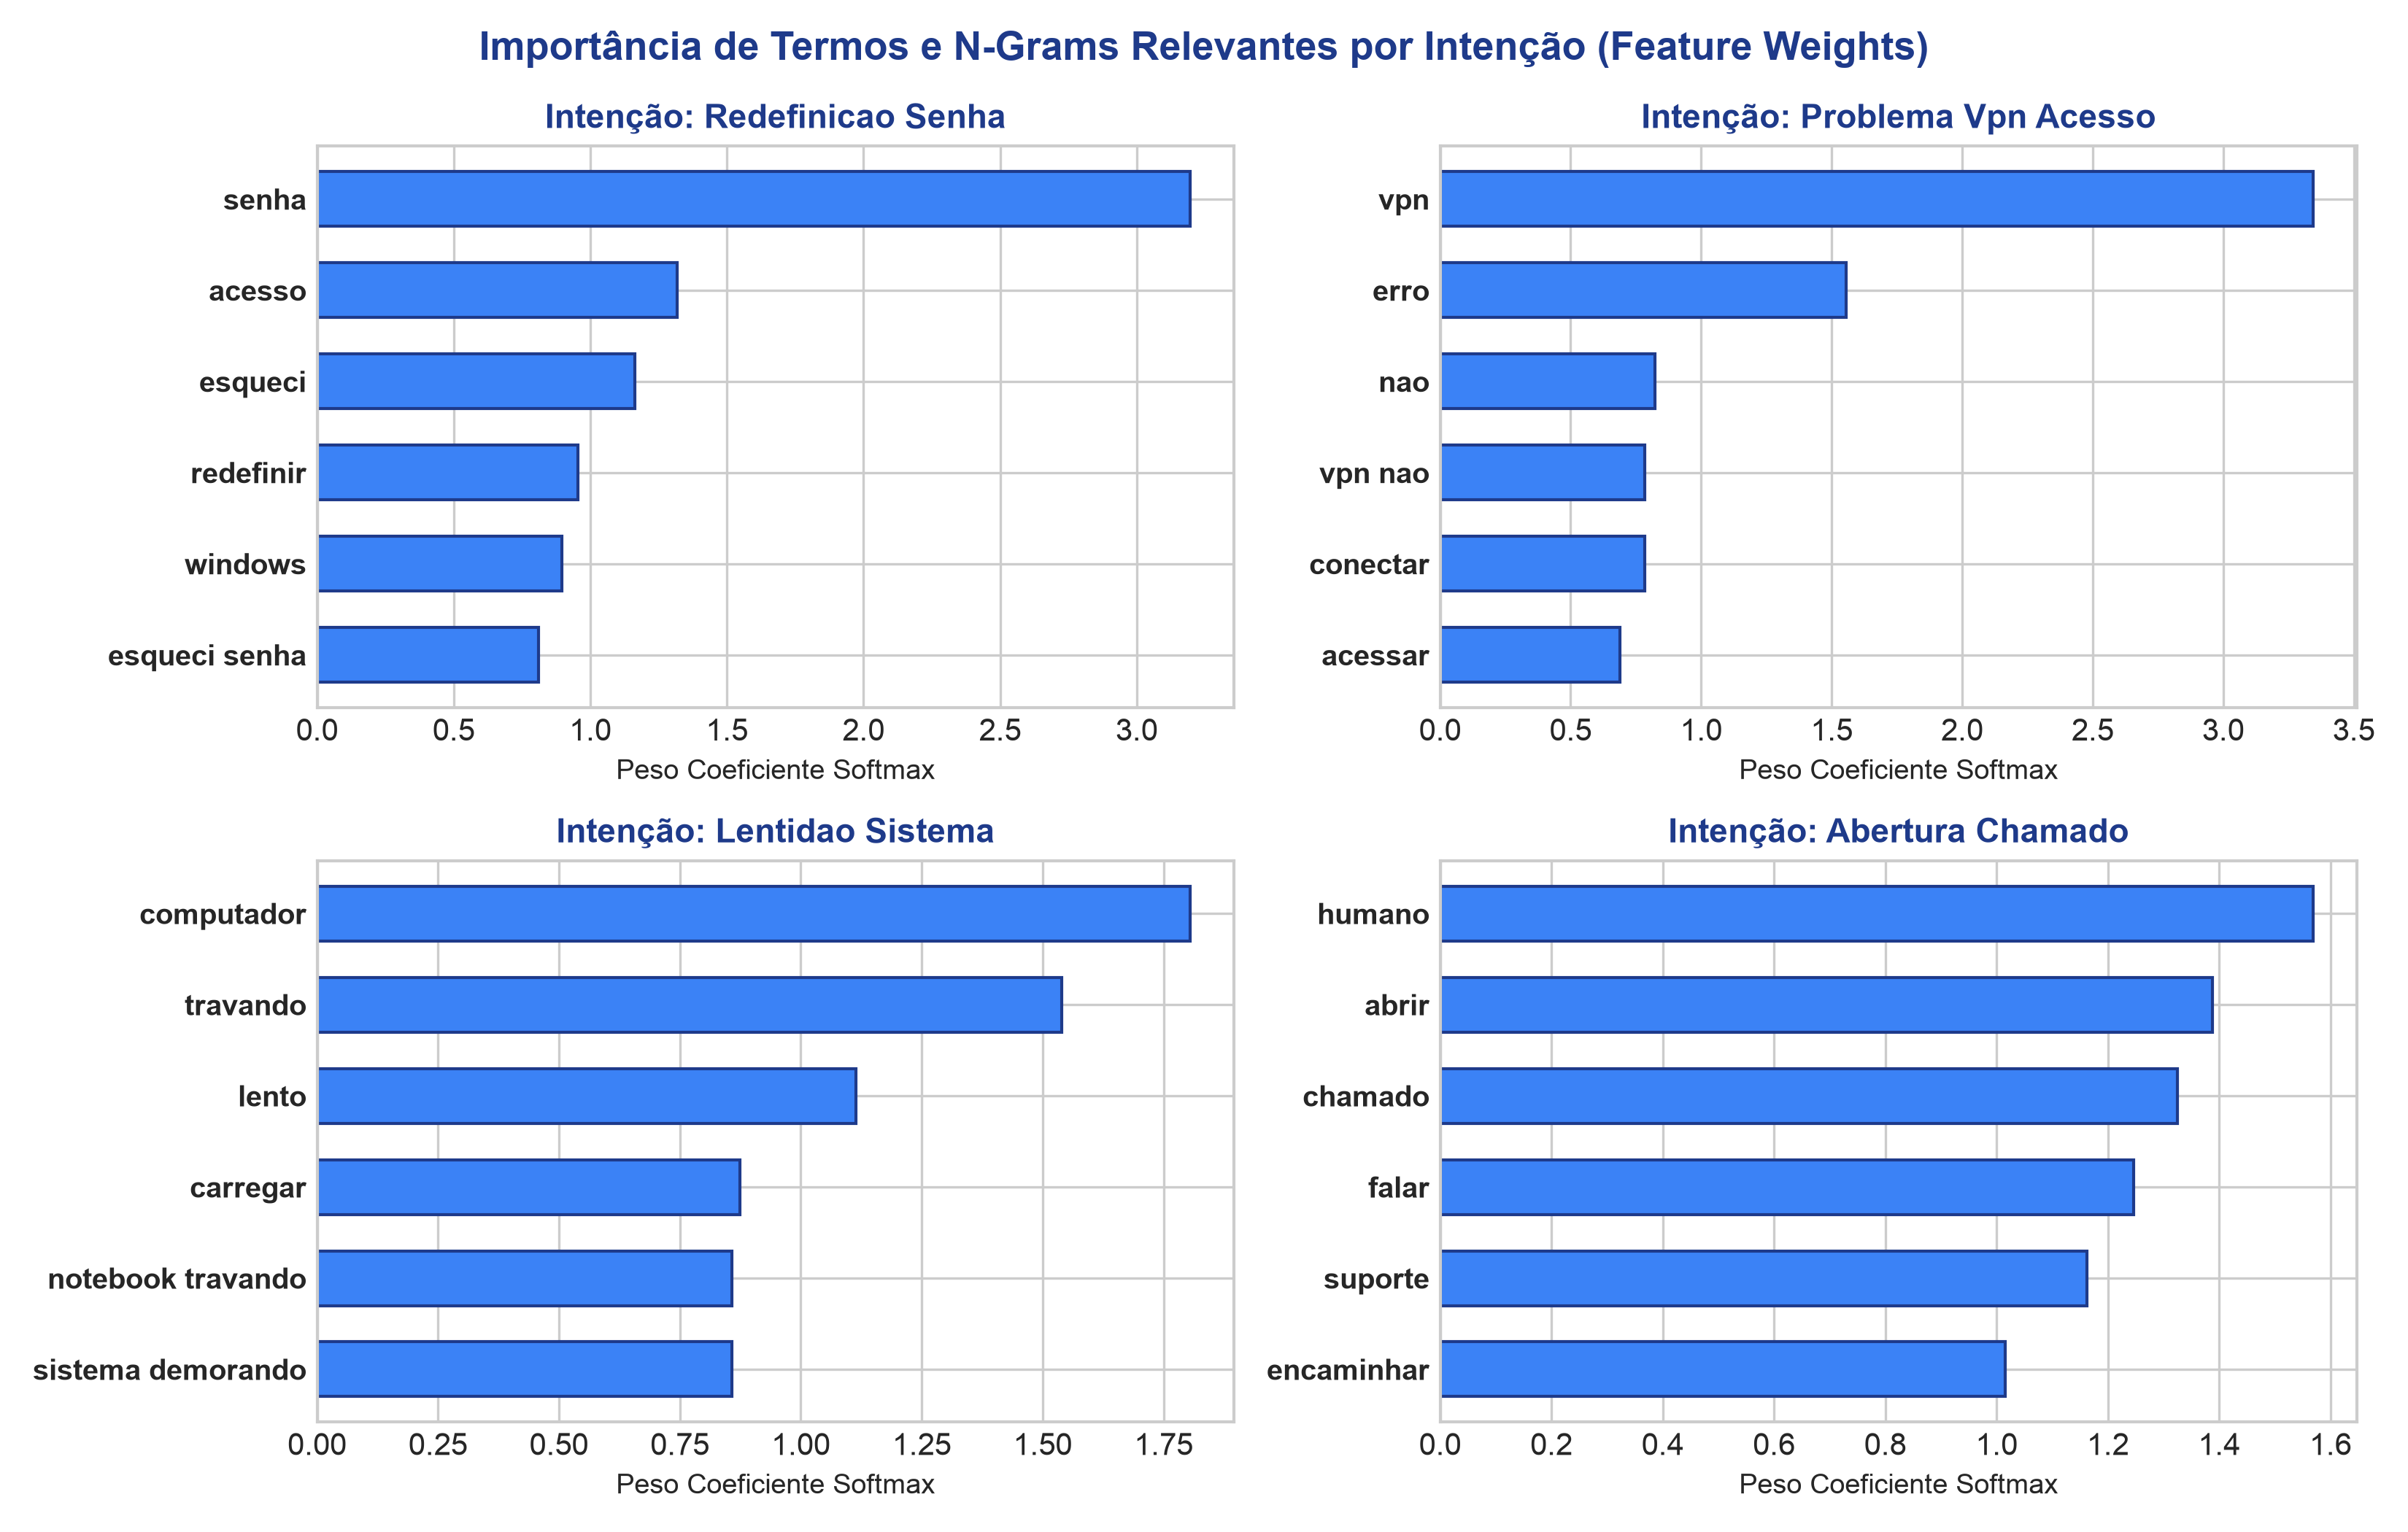 Importância de Termos e N-Grams Relevantes por Intenção (Feature Weights)
Intenção: Redefinicao Senha
senha
acesso
esqueci
redefinir
windows
esqueci senha
0.0 0.5 1.0 1.5 2.0 2.5 3.0
Peso Coeficiente Softmax
Intenção: Problema Vpn Acesso
vpn
erro
nao
vpn nao
conectar
acessar
0.0 0.5 1.0 1.5 2.0 2.5 3.0 3.5
Peso Coeficiente Softmax
Intenção: Lentidao Sistema
computador
travando
lento
carregar
notebook travando
sistema demorando
0.00 0.25 0.50 0.75 1.00 1.25 1.50 1.75
Peso Coeficiente Softmax
Intenção: Abertura Chamado
humano
abrir
chamado
falar
suporte
encaminhar
0.0 0.2 0.4 0.6 0.8 1.0 1.2 1.4 1.6
Peso Coeficiente Softmax